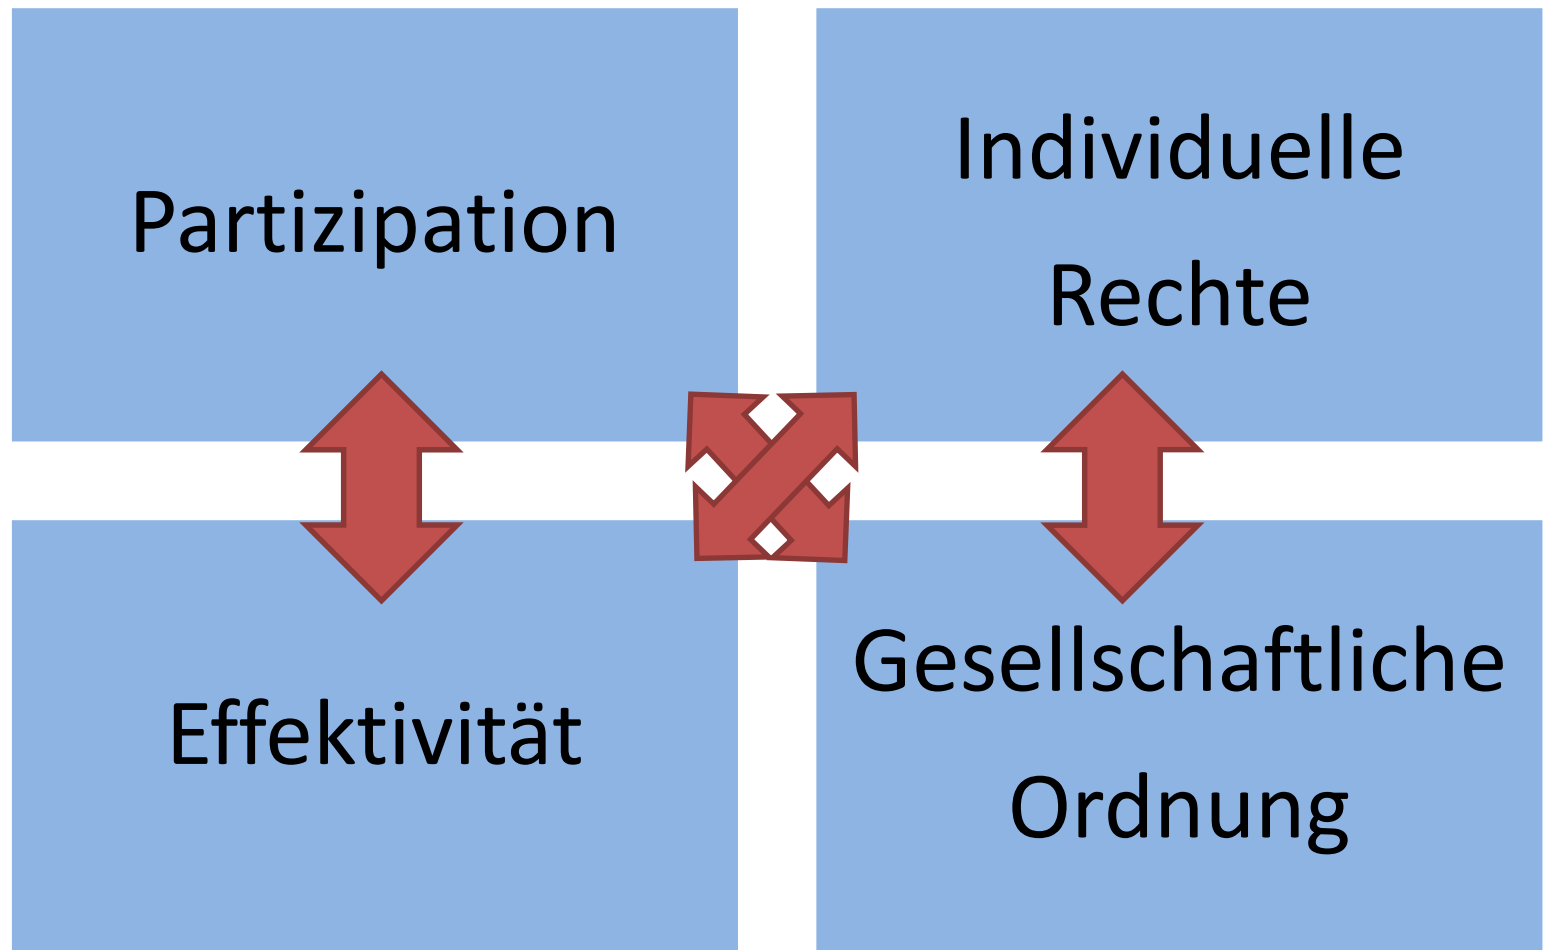 Partizipation
Individuelle
Rechte
Effektivität
Gesellschaftliche
Ordnung